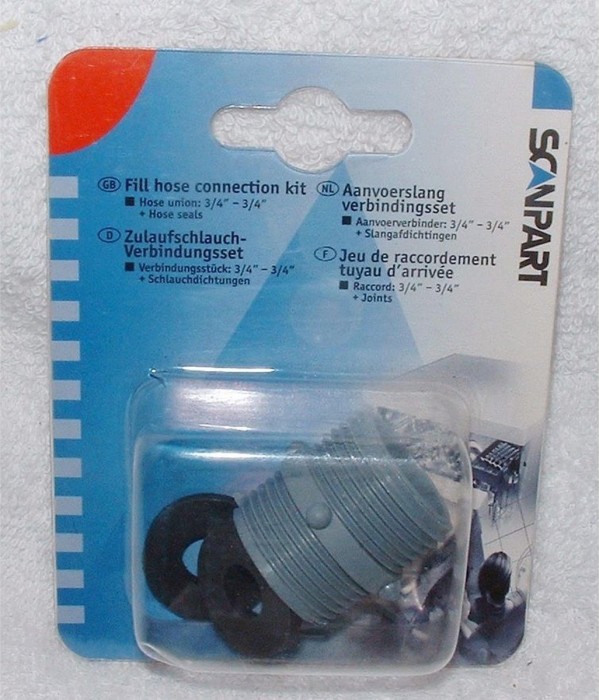 SCANPART
GB Fill hose connection kit
■ Hose union: 3/4" – 3/4"
+ Hose seals
NL Aanvoerslang
verbindingsset
■ Aanvoerverbinder: 3/4" – 3/4"
+ Slangafdichtingen
D Zulaufschlauch-
Verbindungsset
■ Verbindungsstück: 3/4" – 3/4"
+ Schlauchdichtungen
F Jeu de raccordement
tuyau d'arrivée
■ Raccord: 3/4" – 3/4"
+ Joints